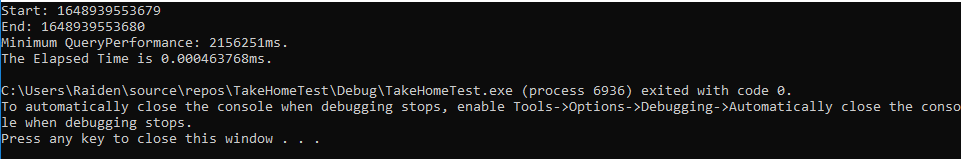 Start: 1648939553679
End: 1648939553680
Minimum QueryPerformance: 2156251ms.
The Elapsed Time is 0.000463768ms.
C:\Users\Raiden\source\repos\TakeHomeTest\Debug\TakeHomeTest.exe (process 6936) exited with code 0.
To automatically close the console when debugging stops, enable Tools->Options->Debugging->Automatically close the conso
le when debugging stops.
Press any key to close this window . . .